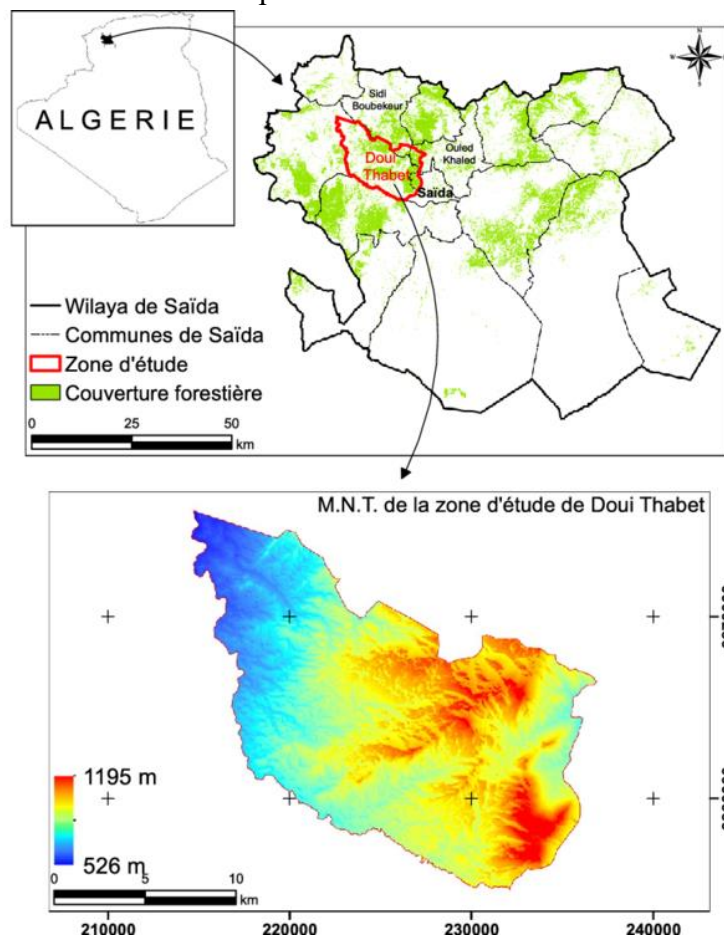 ALGERIE
Sidi
Boubekeur
Ouled
Khaled
Doui
Thabet
Saïda
Wilaya de Saïda
Communes de Saïda
Zone d'étude
Couverture forestière
0 25 50
km
M.N.T. de la zone d'étude de Doui Thabet
1195 m
526 m
0 5 10
km
210000 220000 230000 240000